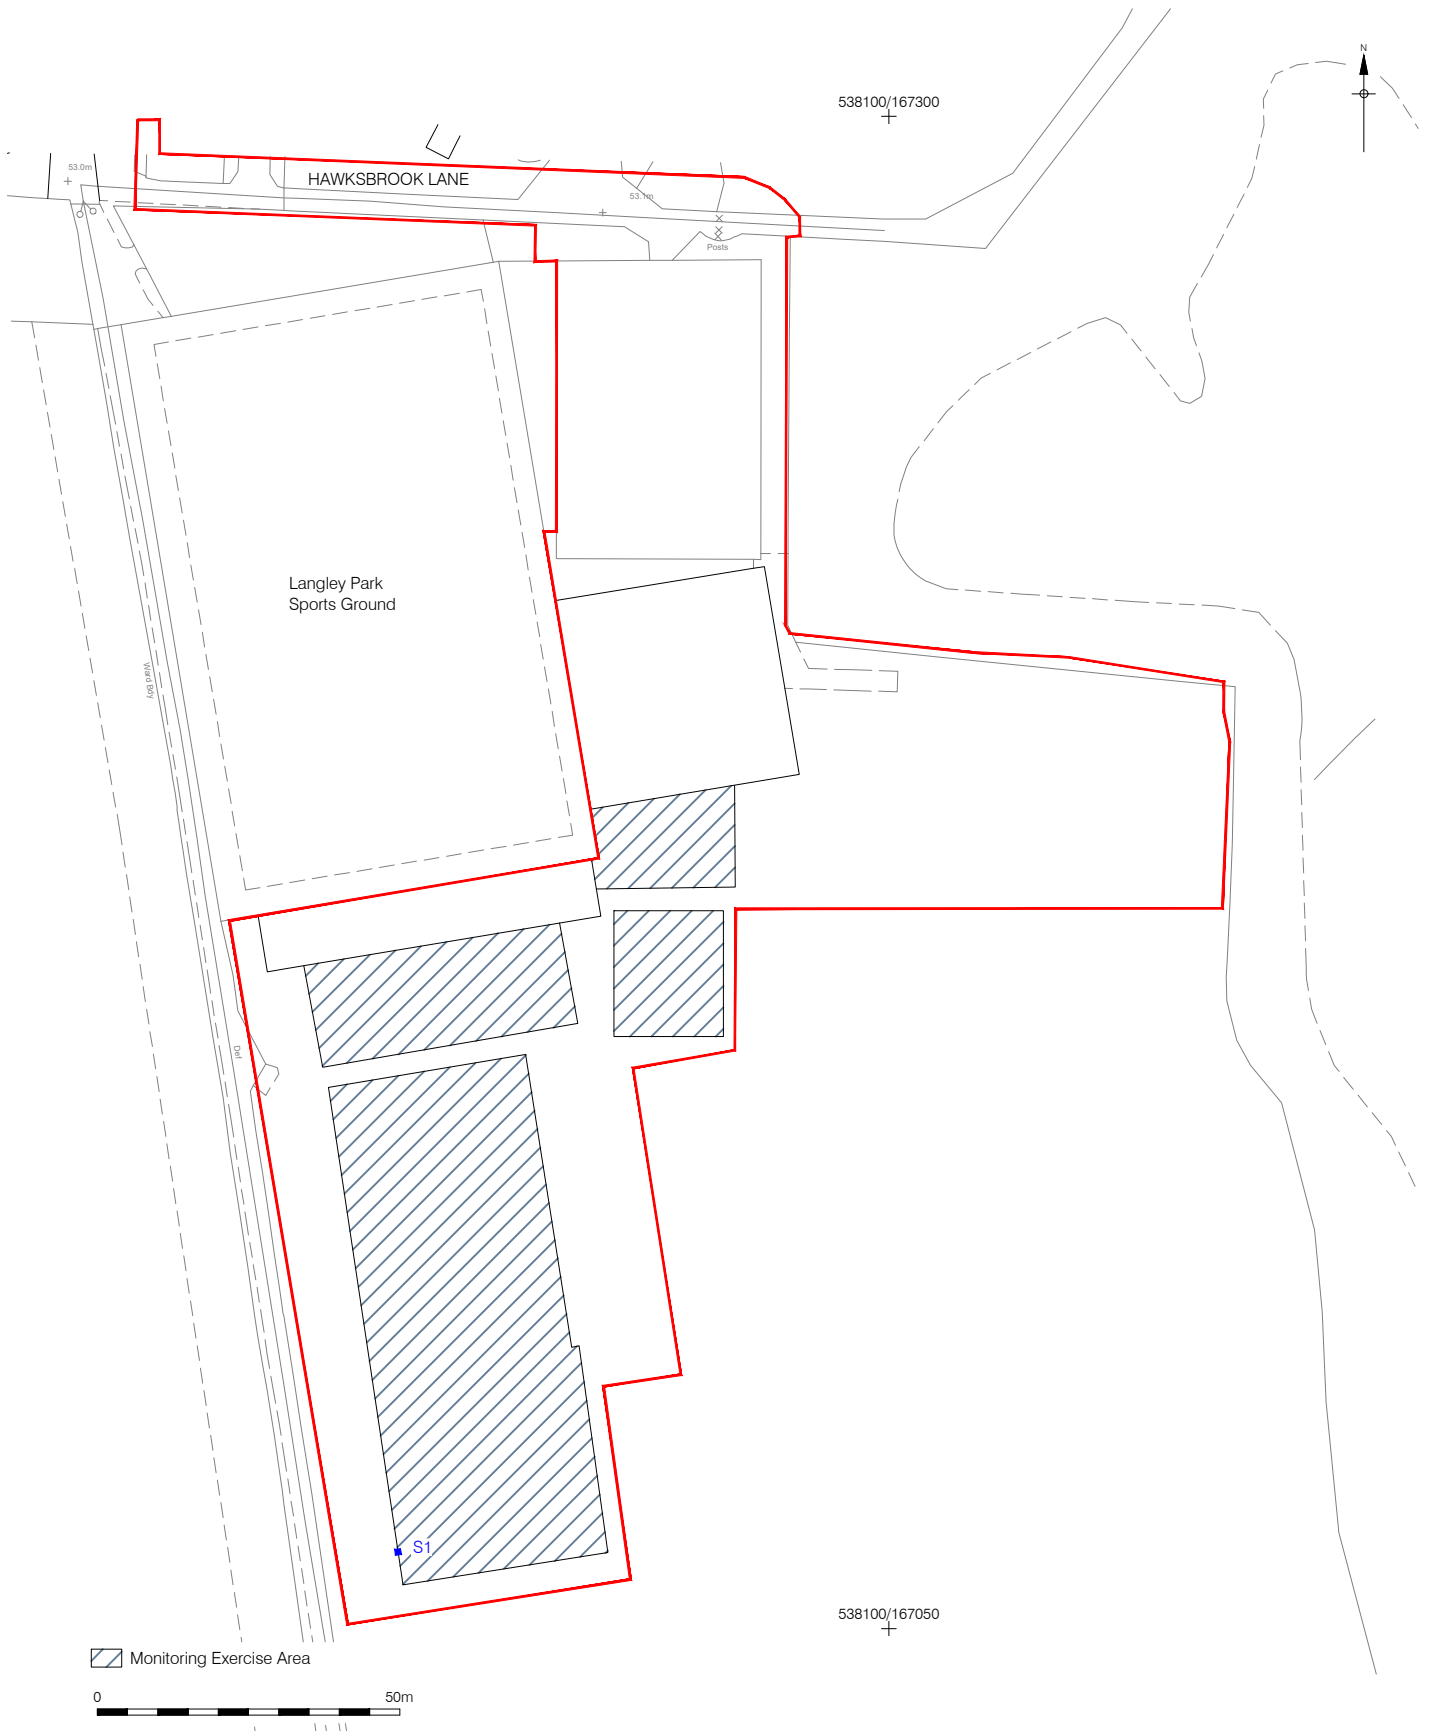 N
538100/167300
53.0m
HAWKSBROOK LANE
53.1m
Posts
Langley Park
Sports Ground
Ward Bdy
Def
S1
538100/167050
Monitoring Exercise Area
0 50m